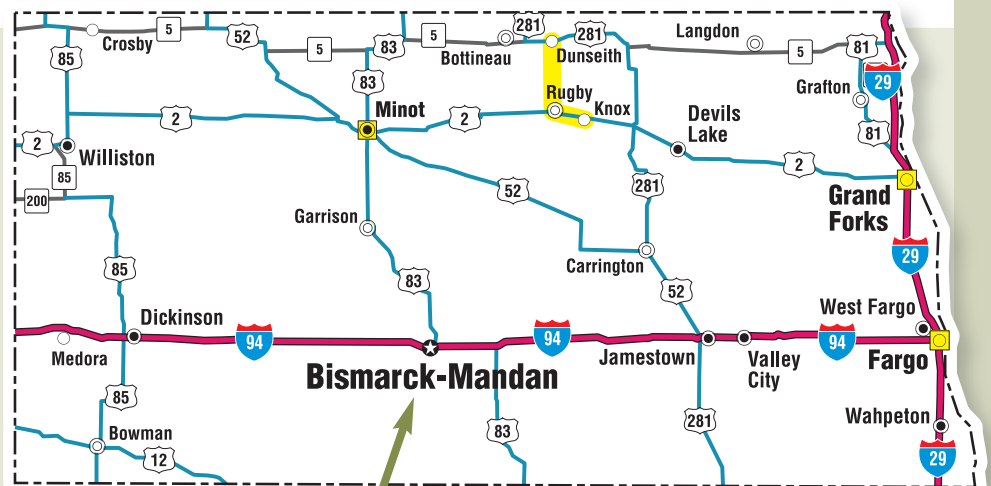 281
52
5
Crosby
85
5
83
5
Bottineau
281
Dunseith
Langdon
5
81
29
Grafton
83
Minot
2
2
Rugby
Knox
Devils
Lake
81
2
Williston
85
200
52
281
2
Grand
Forks
Garrison
85
83
Carrington
52
29
Dickinson
Medora
94
Bismarck-Mandan
94
Jamestown
Valley
City
94
West Fargo
Fargo
85
Bowman
12
83
281
Wahpeton
29